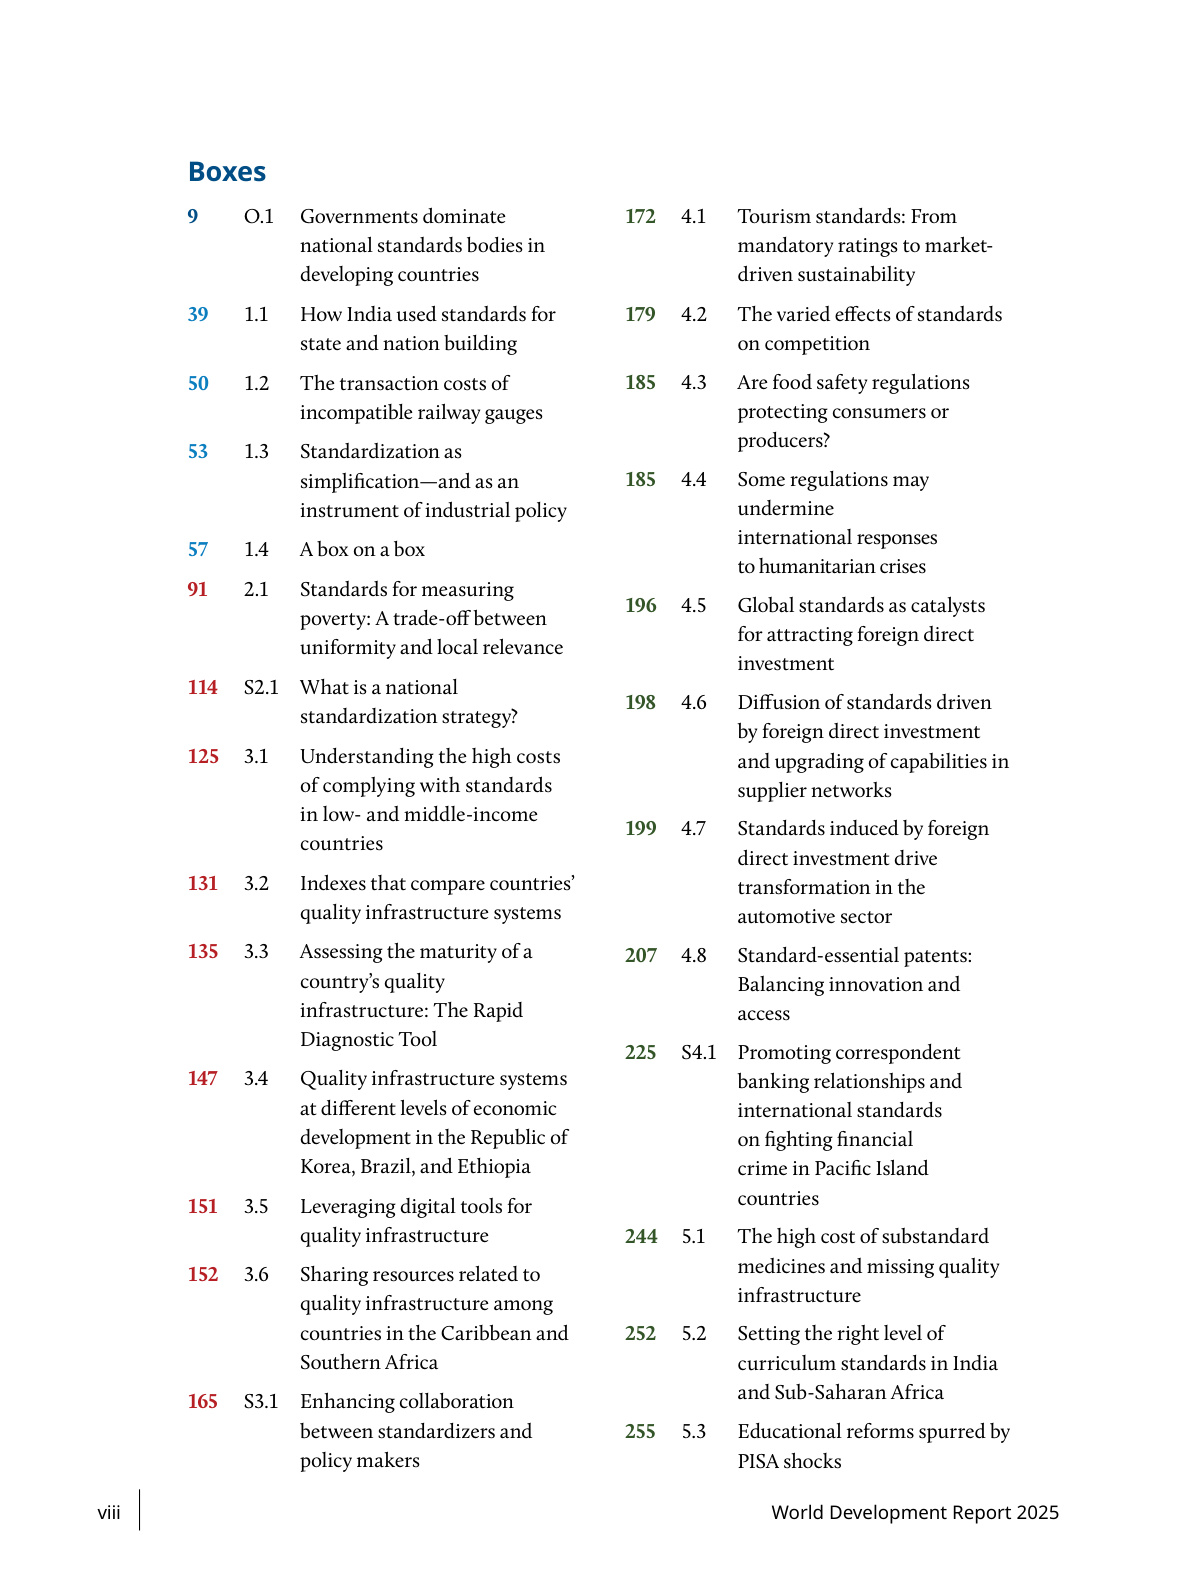 Boxes
9 O.1 Governments dominate
national standards bodies in
developing countries
39 1.1 How India used standards for
state and nation building
50 1.2 The transaction costs of
incompatible railway gauges
53 1.3 Standardization as
simplification—and as an
instrument of industrial policy
57 1.4 A box on a box
91 2.1 Standards for measuring
poverty: A trade-off between
uniformity and local relevance
114 S2.1 What is a national
standardization strategy?
125 3.1 Understanding the high costs
of complying with standards
in low- and middle-income
countries
131 3.2 Indexes that compare countries’
quality infrastructure systems
135 3.3 Assessing the maturity of a
country’s quality
infrastructure: The Rapid
Diagnostic Tool
147 3.4 Quality infrastructure systems
at different levels of economic
development in the Republic of
Korea, Brazil, and Ethiopia
151 3.5 Leveraging digital tools for
quality infrastructure
152 3.6 Sharing resources related to
quality infrastructure among
countries in the Caribbean and
Southern Africa
165 S3.1 Enhancing collaboration
between standardizers and
policy makers
172 4.1 Tourism standards: From
mandatory ratings to market-
driven sustainability
179 4.2 The varied effects of standards
on competition
185 4.3 Are food safety regulations
protecting consumers or
producers?
185 4.4 Some regulations may
undermine
international responses
to humanitarian crises
196 4.5 Global standards as catalysts
for attracting foreign direct
investment
198 4.6 Diffusion of standards driven
by foreign direct investment
and upgrading of capabilities in
supplier networks
199 4.7 Standards induced by foreign
direct investment drive
transformation in the
automotive sector
207 4.8 Standard-essential patents:
Balancing innovation and
access
225 S4.1 Promoting correspondent
banking relationships and
international standards
on fighting financial
crime in Pacific Island
countries
244 5.1 The high cost of substandard
medicines and missing quality
infrastructure
252 5.2 Setting the right level of
curriculum standards in India
and Sub-Saharan Africa
255 5.3 Educational reforms spurred by
PISA shocks
viii
World Development Report 2025